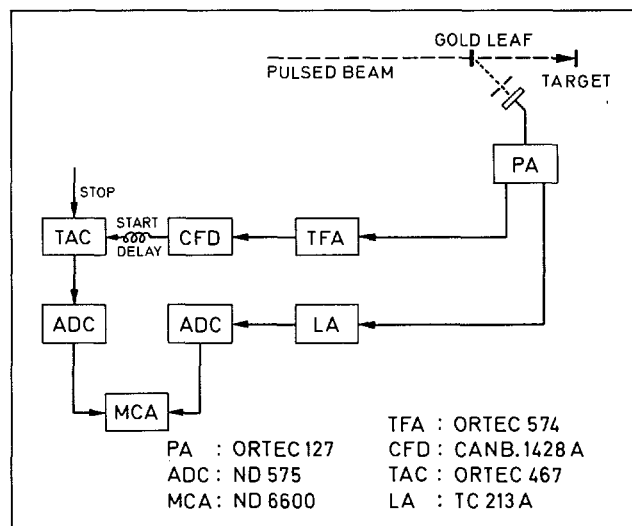 GOLD LEAF
PULSED BEAM
TARGET
PA
STOP
START
TAC
DELAY
CFD
TFA
ADC
ADC
LA
MCA
PA : ORTEC 127
ADC: ND 575
MCA: ND 6600
TFA : ORTEC 574
CFD: CANB. 1428 A
TAC: ORTEC 467
LA : TC 213 A